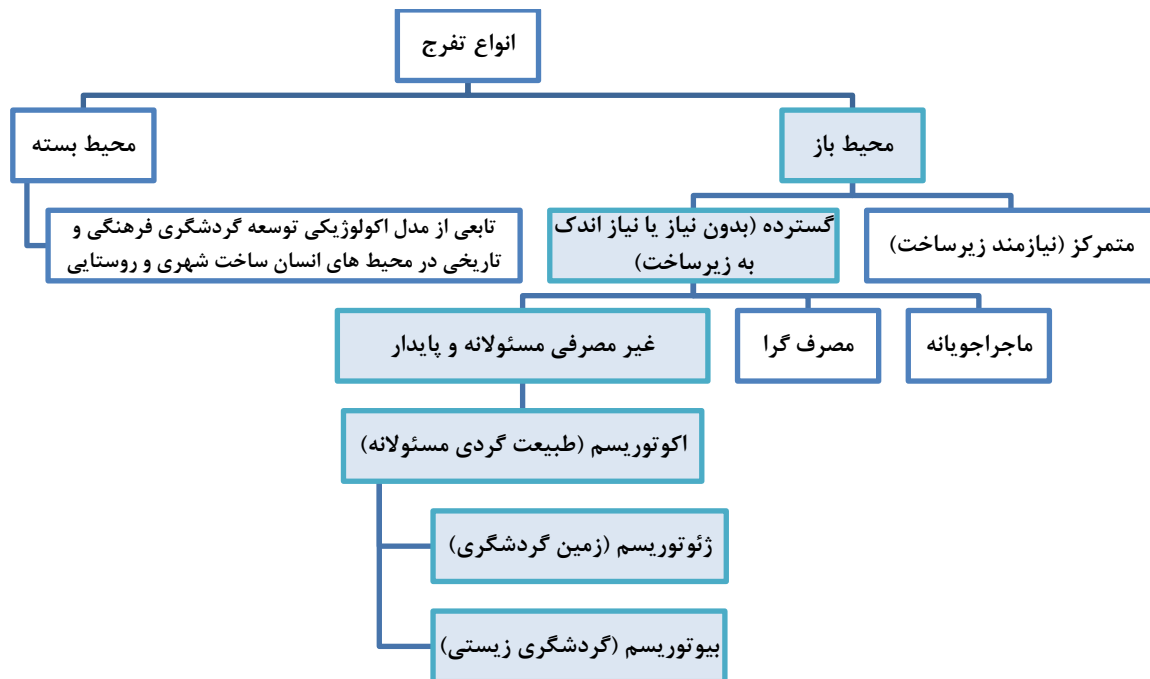 انواع تفرج
محیط باز
محیط بسته
متمرکز (نیازمند زیرساخت)
گسترده (بدون نیاز یا نیاز اندک
به زیرساخت)
تابعی از مدل اکولوژیکی توسعه گردشگری فرهنگی و
تاریخی در محیط های انسان ساخت شهری و روستایی
ماجراجویانه
مصرف گرا
غیر مصرفی مسئولانه و پایدار
اکوتوریسم (طبیعت گردی مسئولانه)
ژئوتوریسم (زمین گردشگری)
بیوتوریسم (گردشگری زیستی)